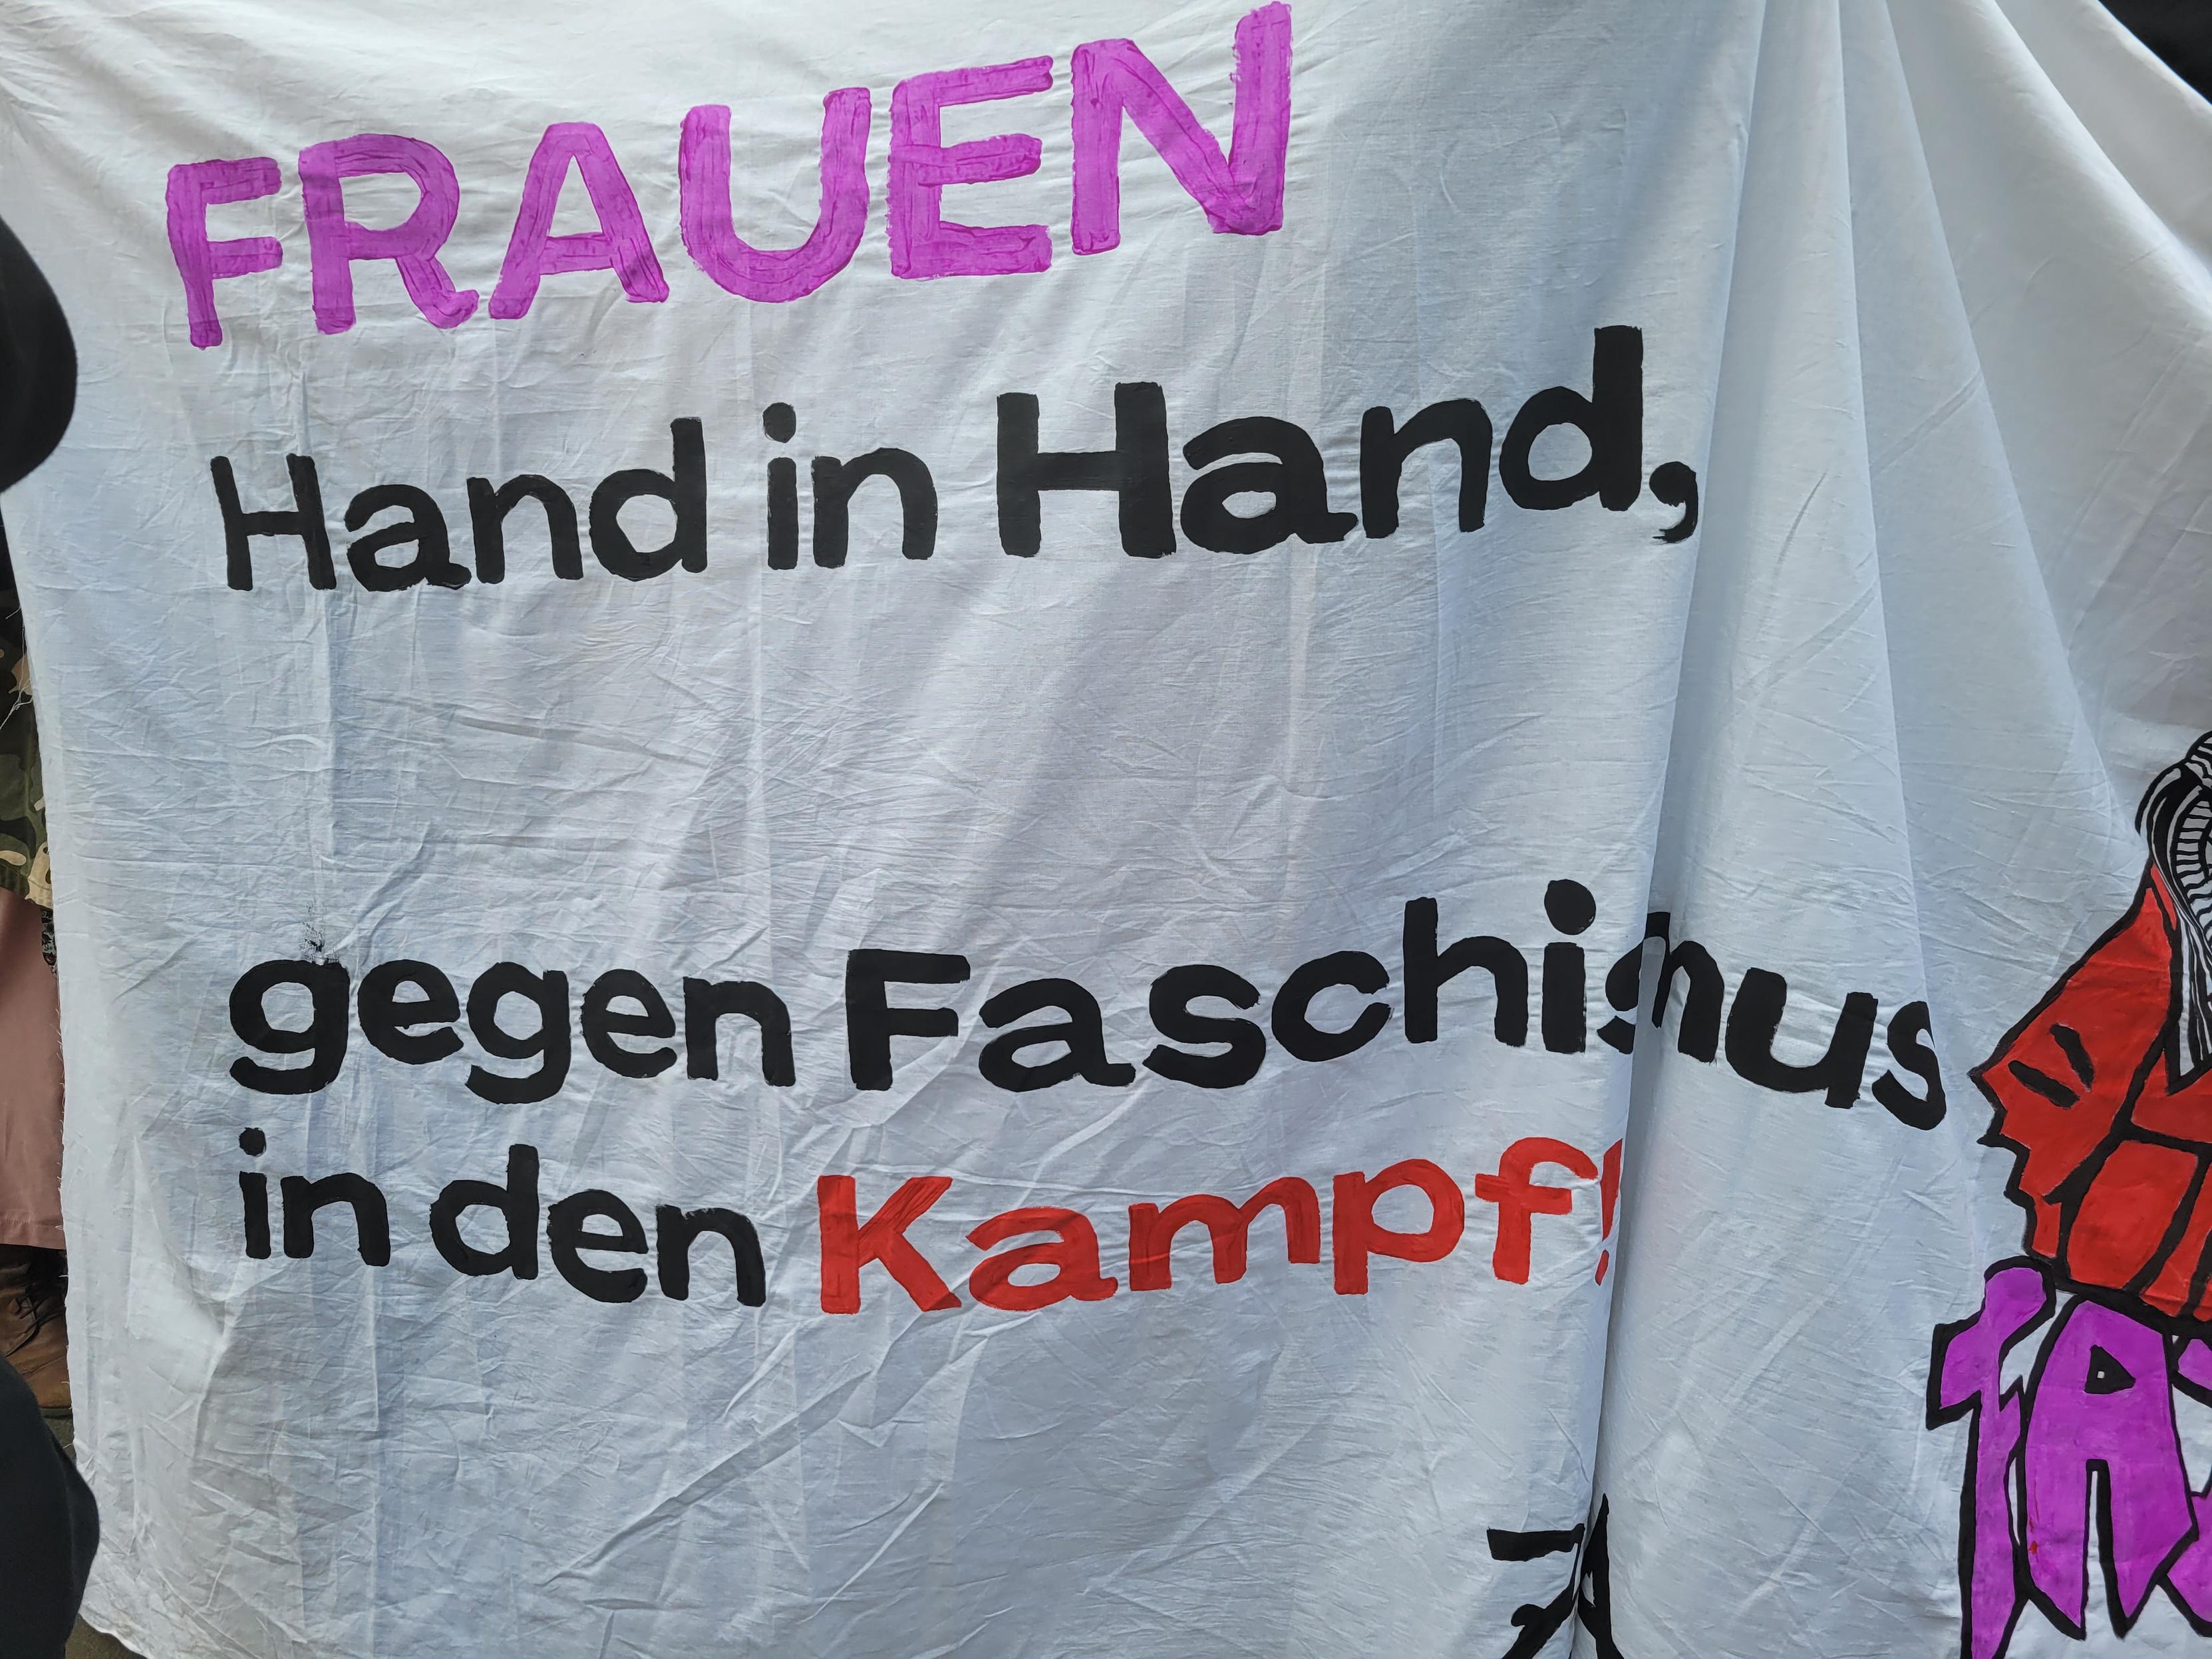 FRAUEN
Hand in Hand,
gegen Faschismus
in den Kampf!